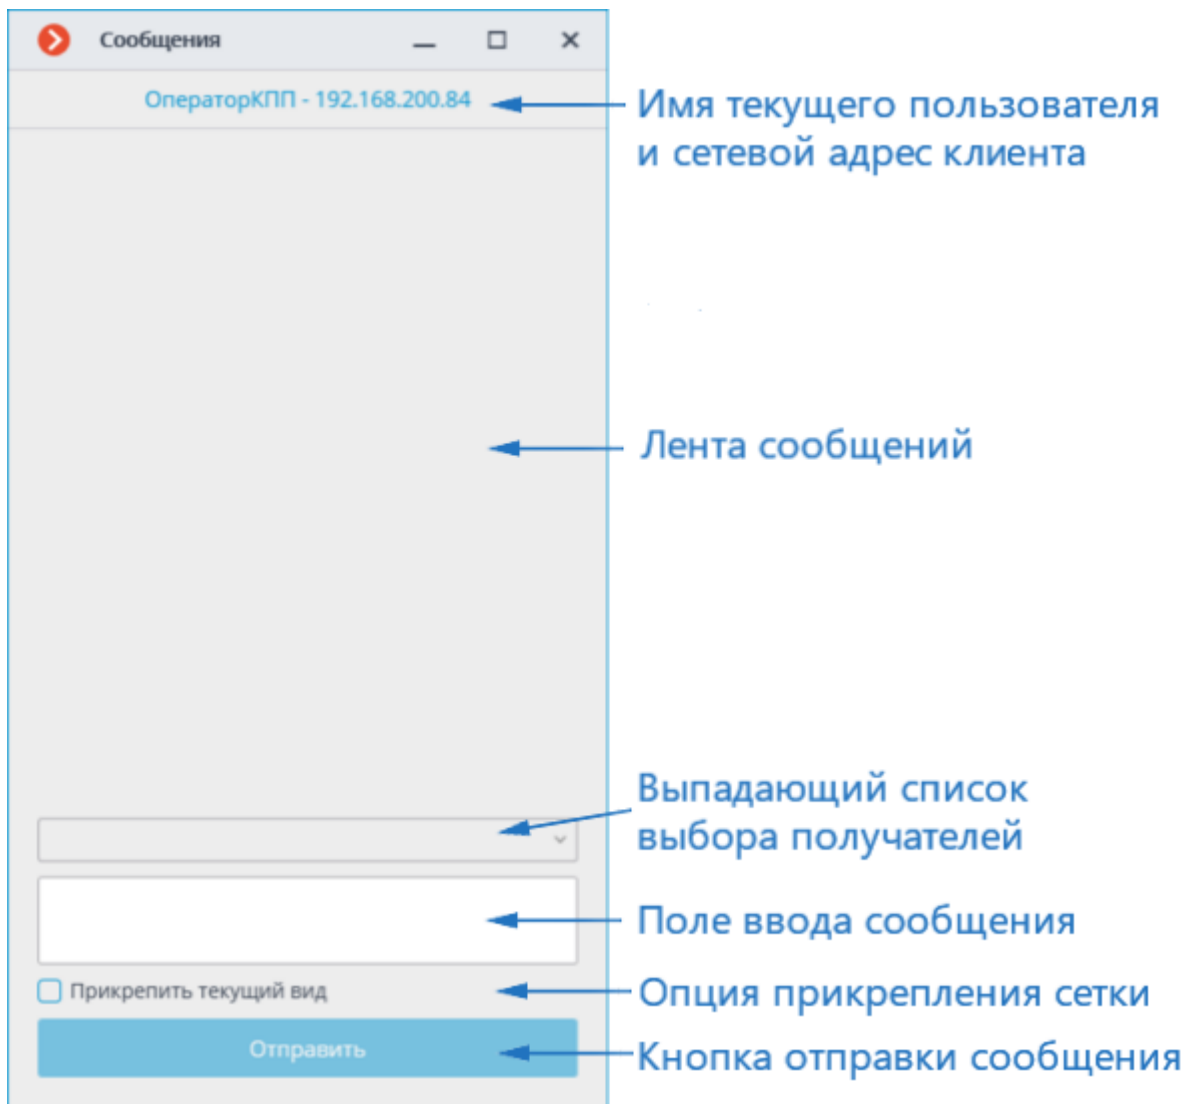 Сообщения
ОператорКПП - 192.168.200.84
Имя текущего пользователя
и сетевой адрес клиента
Лента сообщений
Выпадающий список
выбора получателей
Поле ввода сообщения
Прикрепить текущий вид
Опция прикрепления сетки
Отправить
Кнопка отправки сообщения